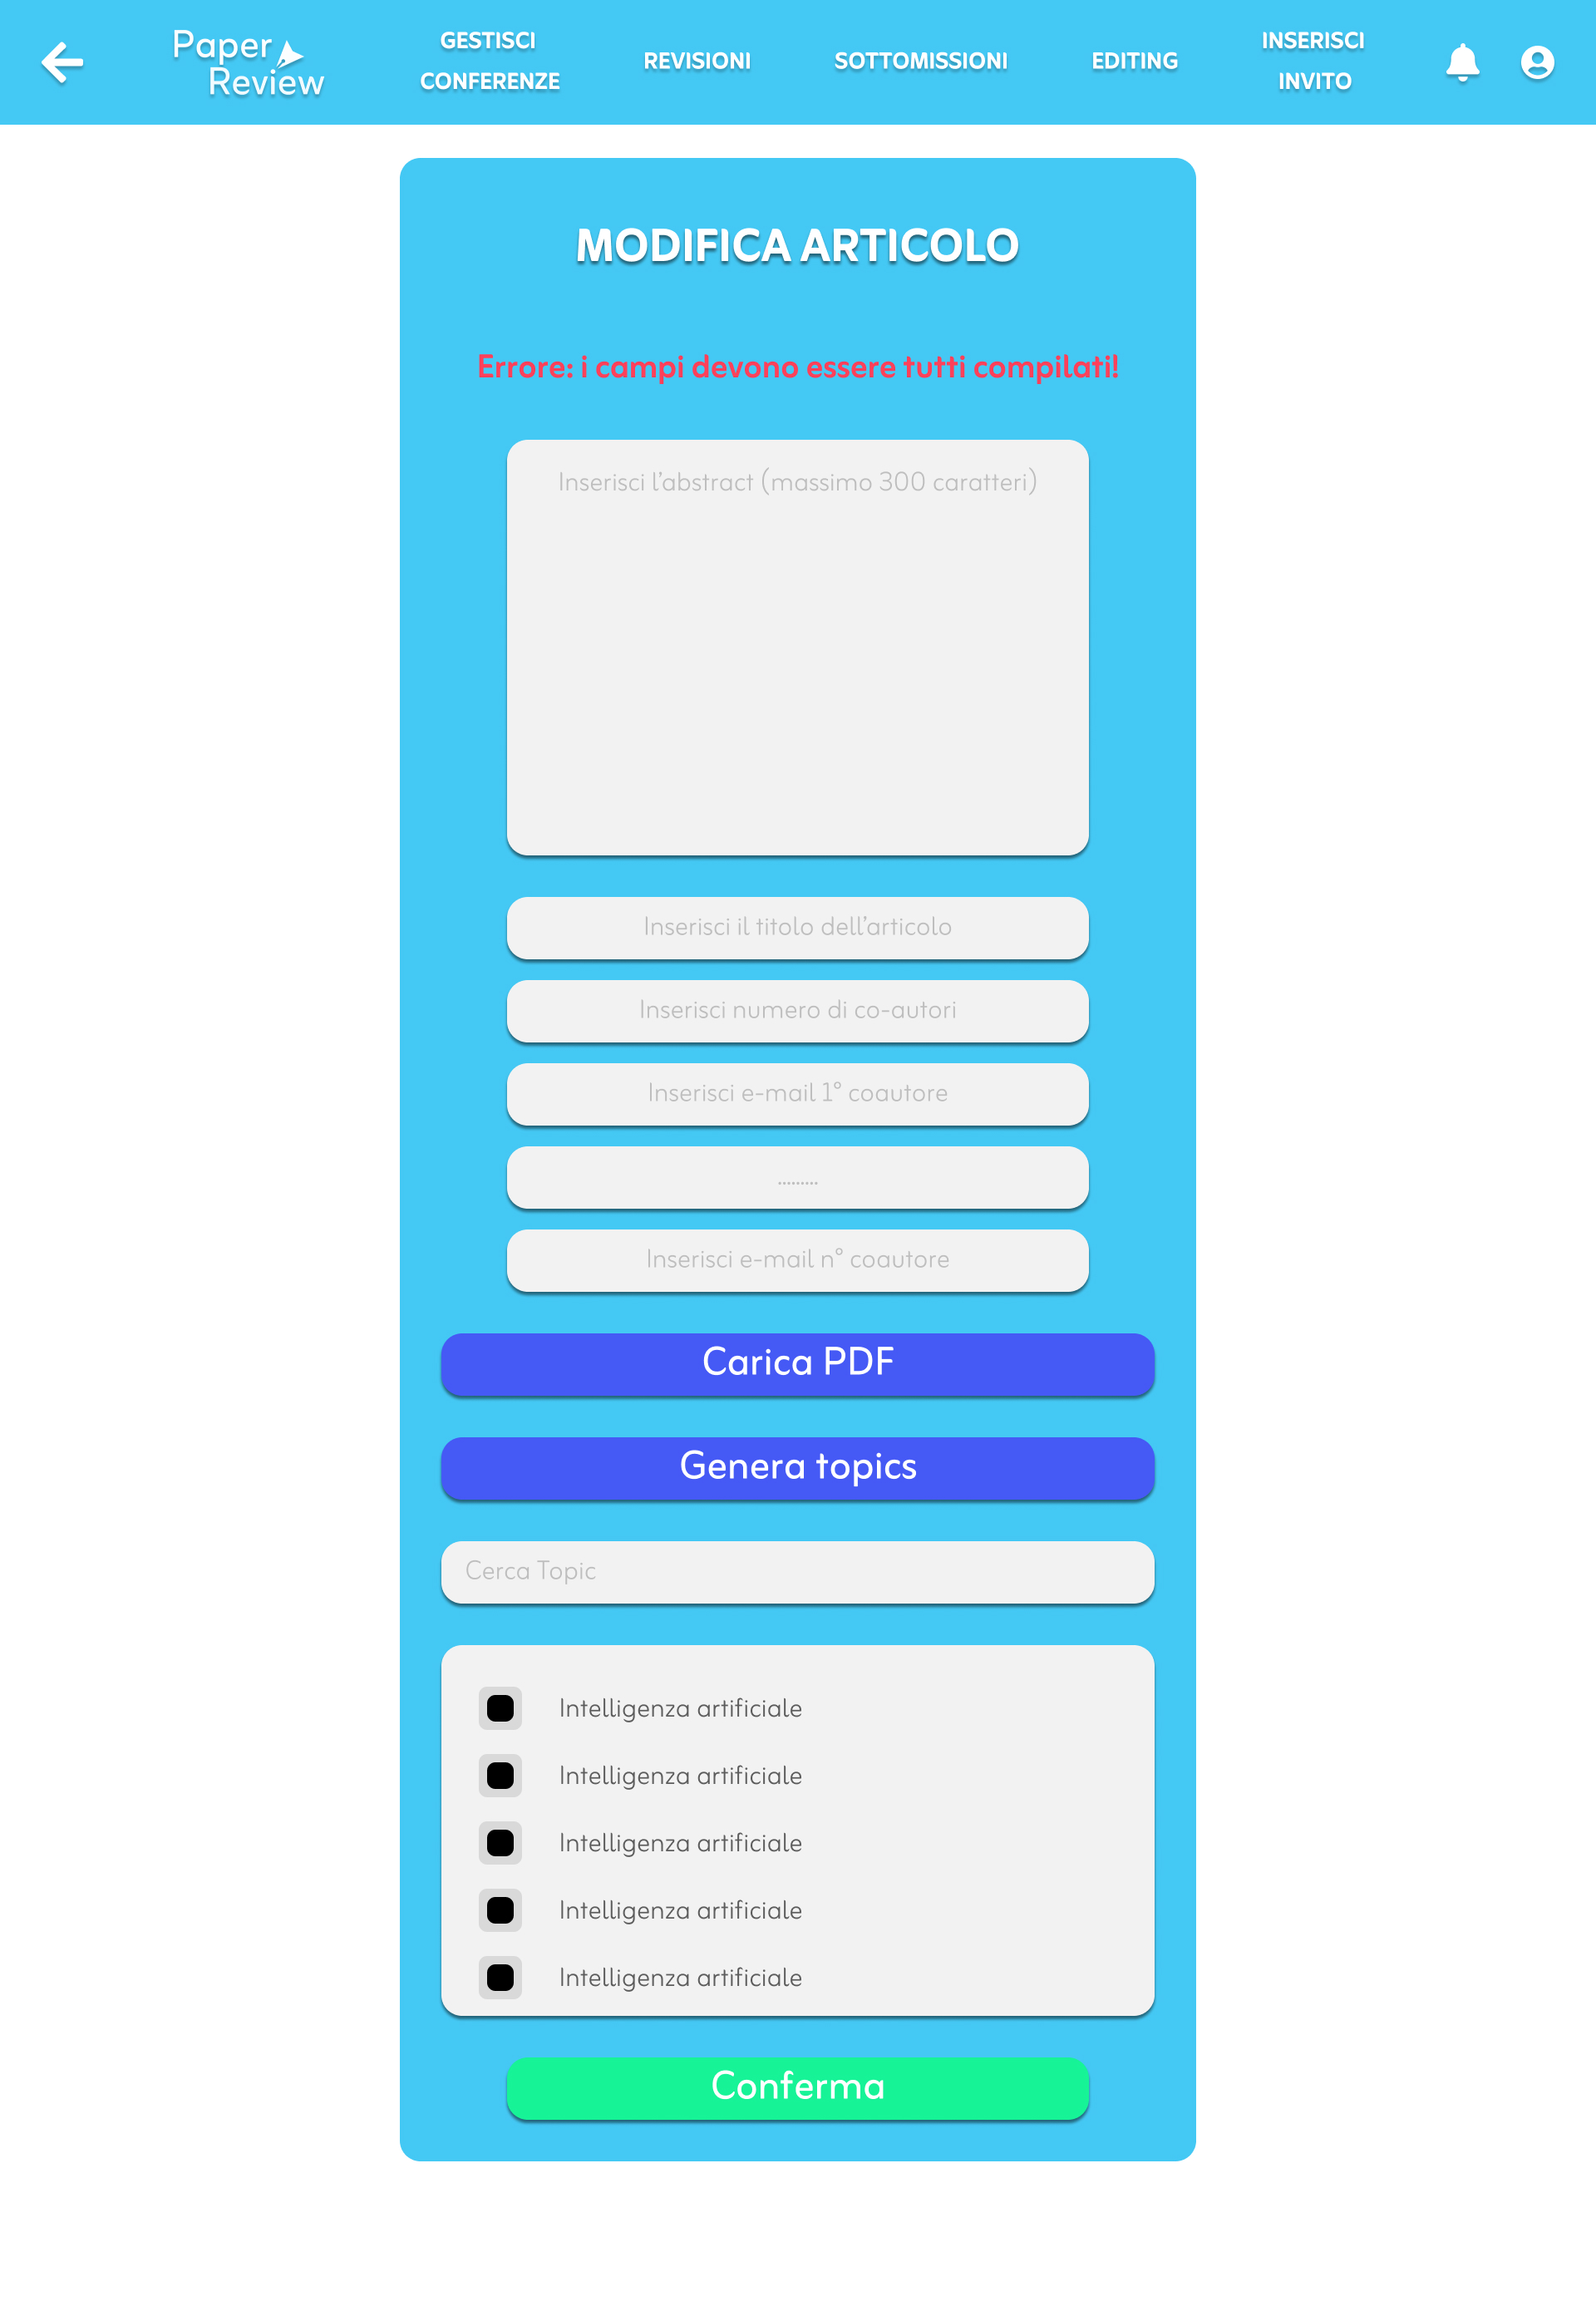 Paper
Review
GESTISCI
CONFERENZE
REVISIONI
SOTTOMISSIONI
EDITING
INSERISCI
INVITO
MODIFICA ARTICOLO
Errore: i campi devono essere tutti compilati!
Inserisci l'abstract (massimo 300 caratteri)
Inserisci il titolo dell'articolo
Inserisci numero di co-autori
Inserisci e-mail 1° coautore
.........
Inserisci e-mail n° coautore
Carica PDF
Genera topics
Cerca Topic
Intelligenza artificiale
Intelligenza artificiale
Intelligenza artificiale
Intelligenza artificiale
Intelligenza artificiale
Conferma